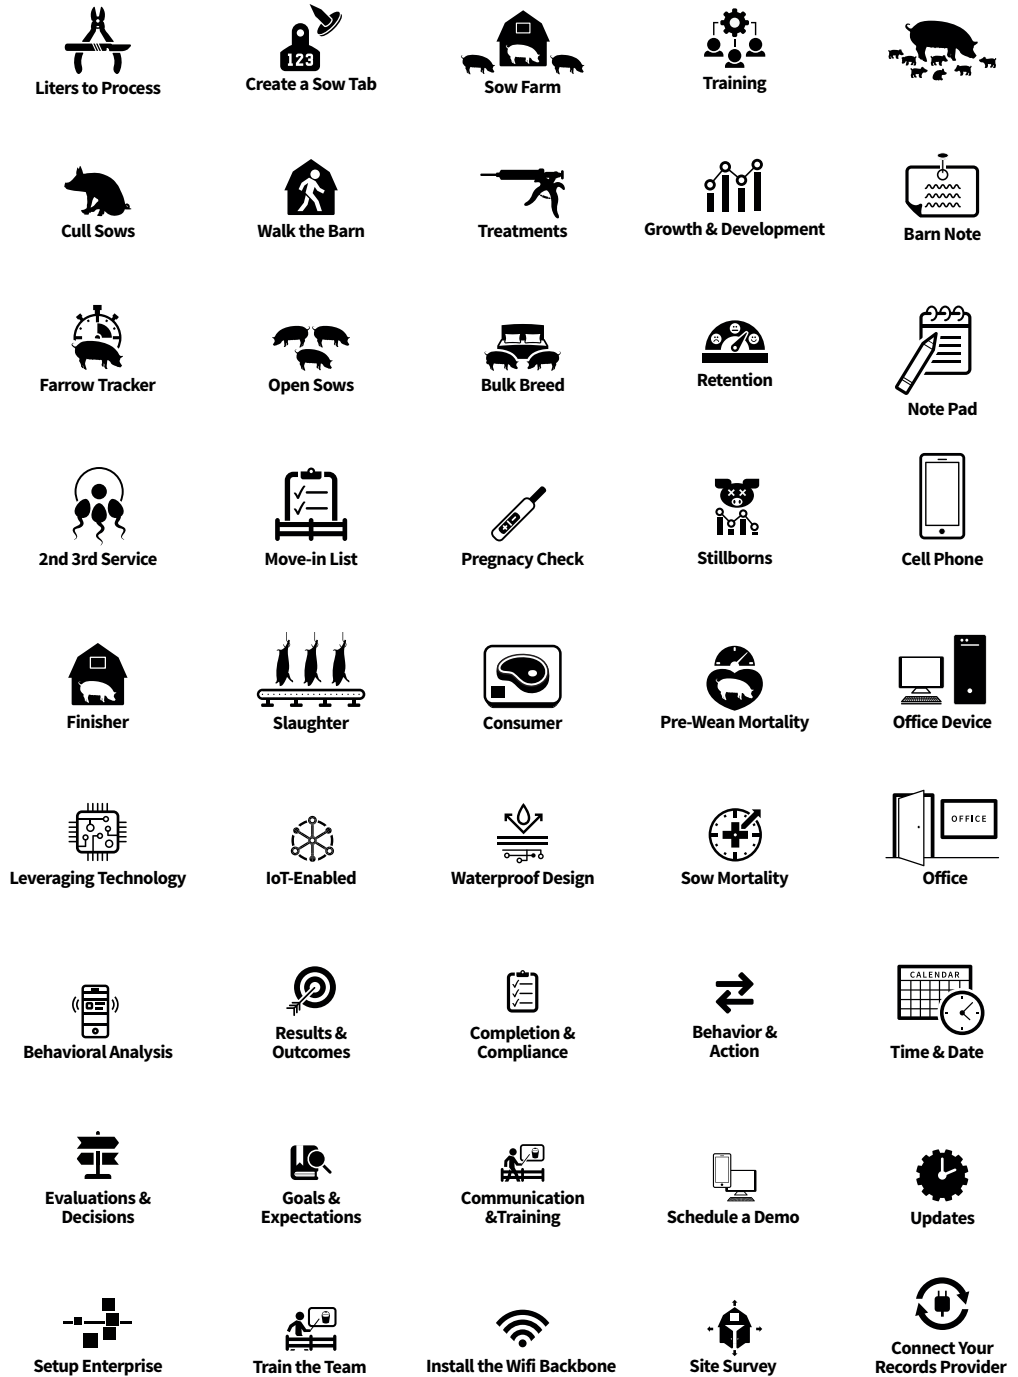 123
Liters to Process
Create a Sow Tab
Sow Farm
Training
Cull Sows
Walk the Barn
Treatments
Growth & Development
Barn Note
Farrow Tracker
Open Sows
Bulk Breed
Retention
Note Pad
2nd 3rd Service
Move-in List
Pregnacy Check
Stillborns
Cell Phone
Finisher
Slaughter
Consumer
Pre-Wean Mortality
Office Device
OFFICE
Leveraging Technology
IoT-Enabled
Waterproof Design
Sow Mortality
Office
CALENDAR
Behavioral Analysis
Results &
Outcomes
Completion &
Compliance
Behavior &
Action
Time & Date
Evaluations &
Decisions
Goals &
Expectations
Communication
&Training
Schedule a Demo
Updates
Setup Enterprise
Train the Team
Install the Wifi Backbone
Site Survey
Connect Your
Records Provider